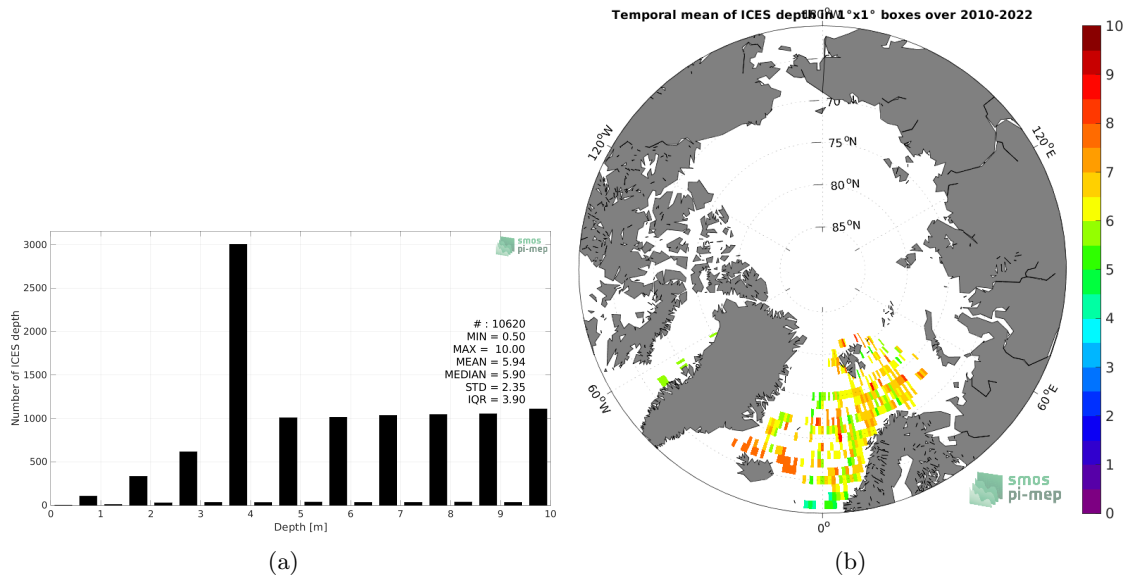 Temporal mean of ICES depth in 1°x1° boxes over 2010-2022
180°W
120°W
120°E
60°W
60°E
0°
70
75°N
80°N
85°N
10
9
8
7
6
5
4
3
2
1
0
smos
pi-mep
Number of ICES depth
3000
2500
2000
1500
1000
500
0
smos
pi-mep
# : 10620
MIN = 0.50
MAX = 10.00
MEAN = 5.94
MEDIAN = 5.90
STD = 2.35
IQR = 3.90
0 1 2 3 4 5 6 7 8 9 10
Depth [m]
(a)
(b)